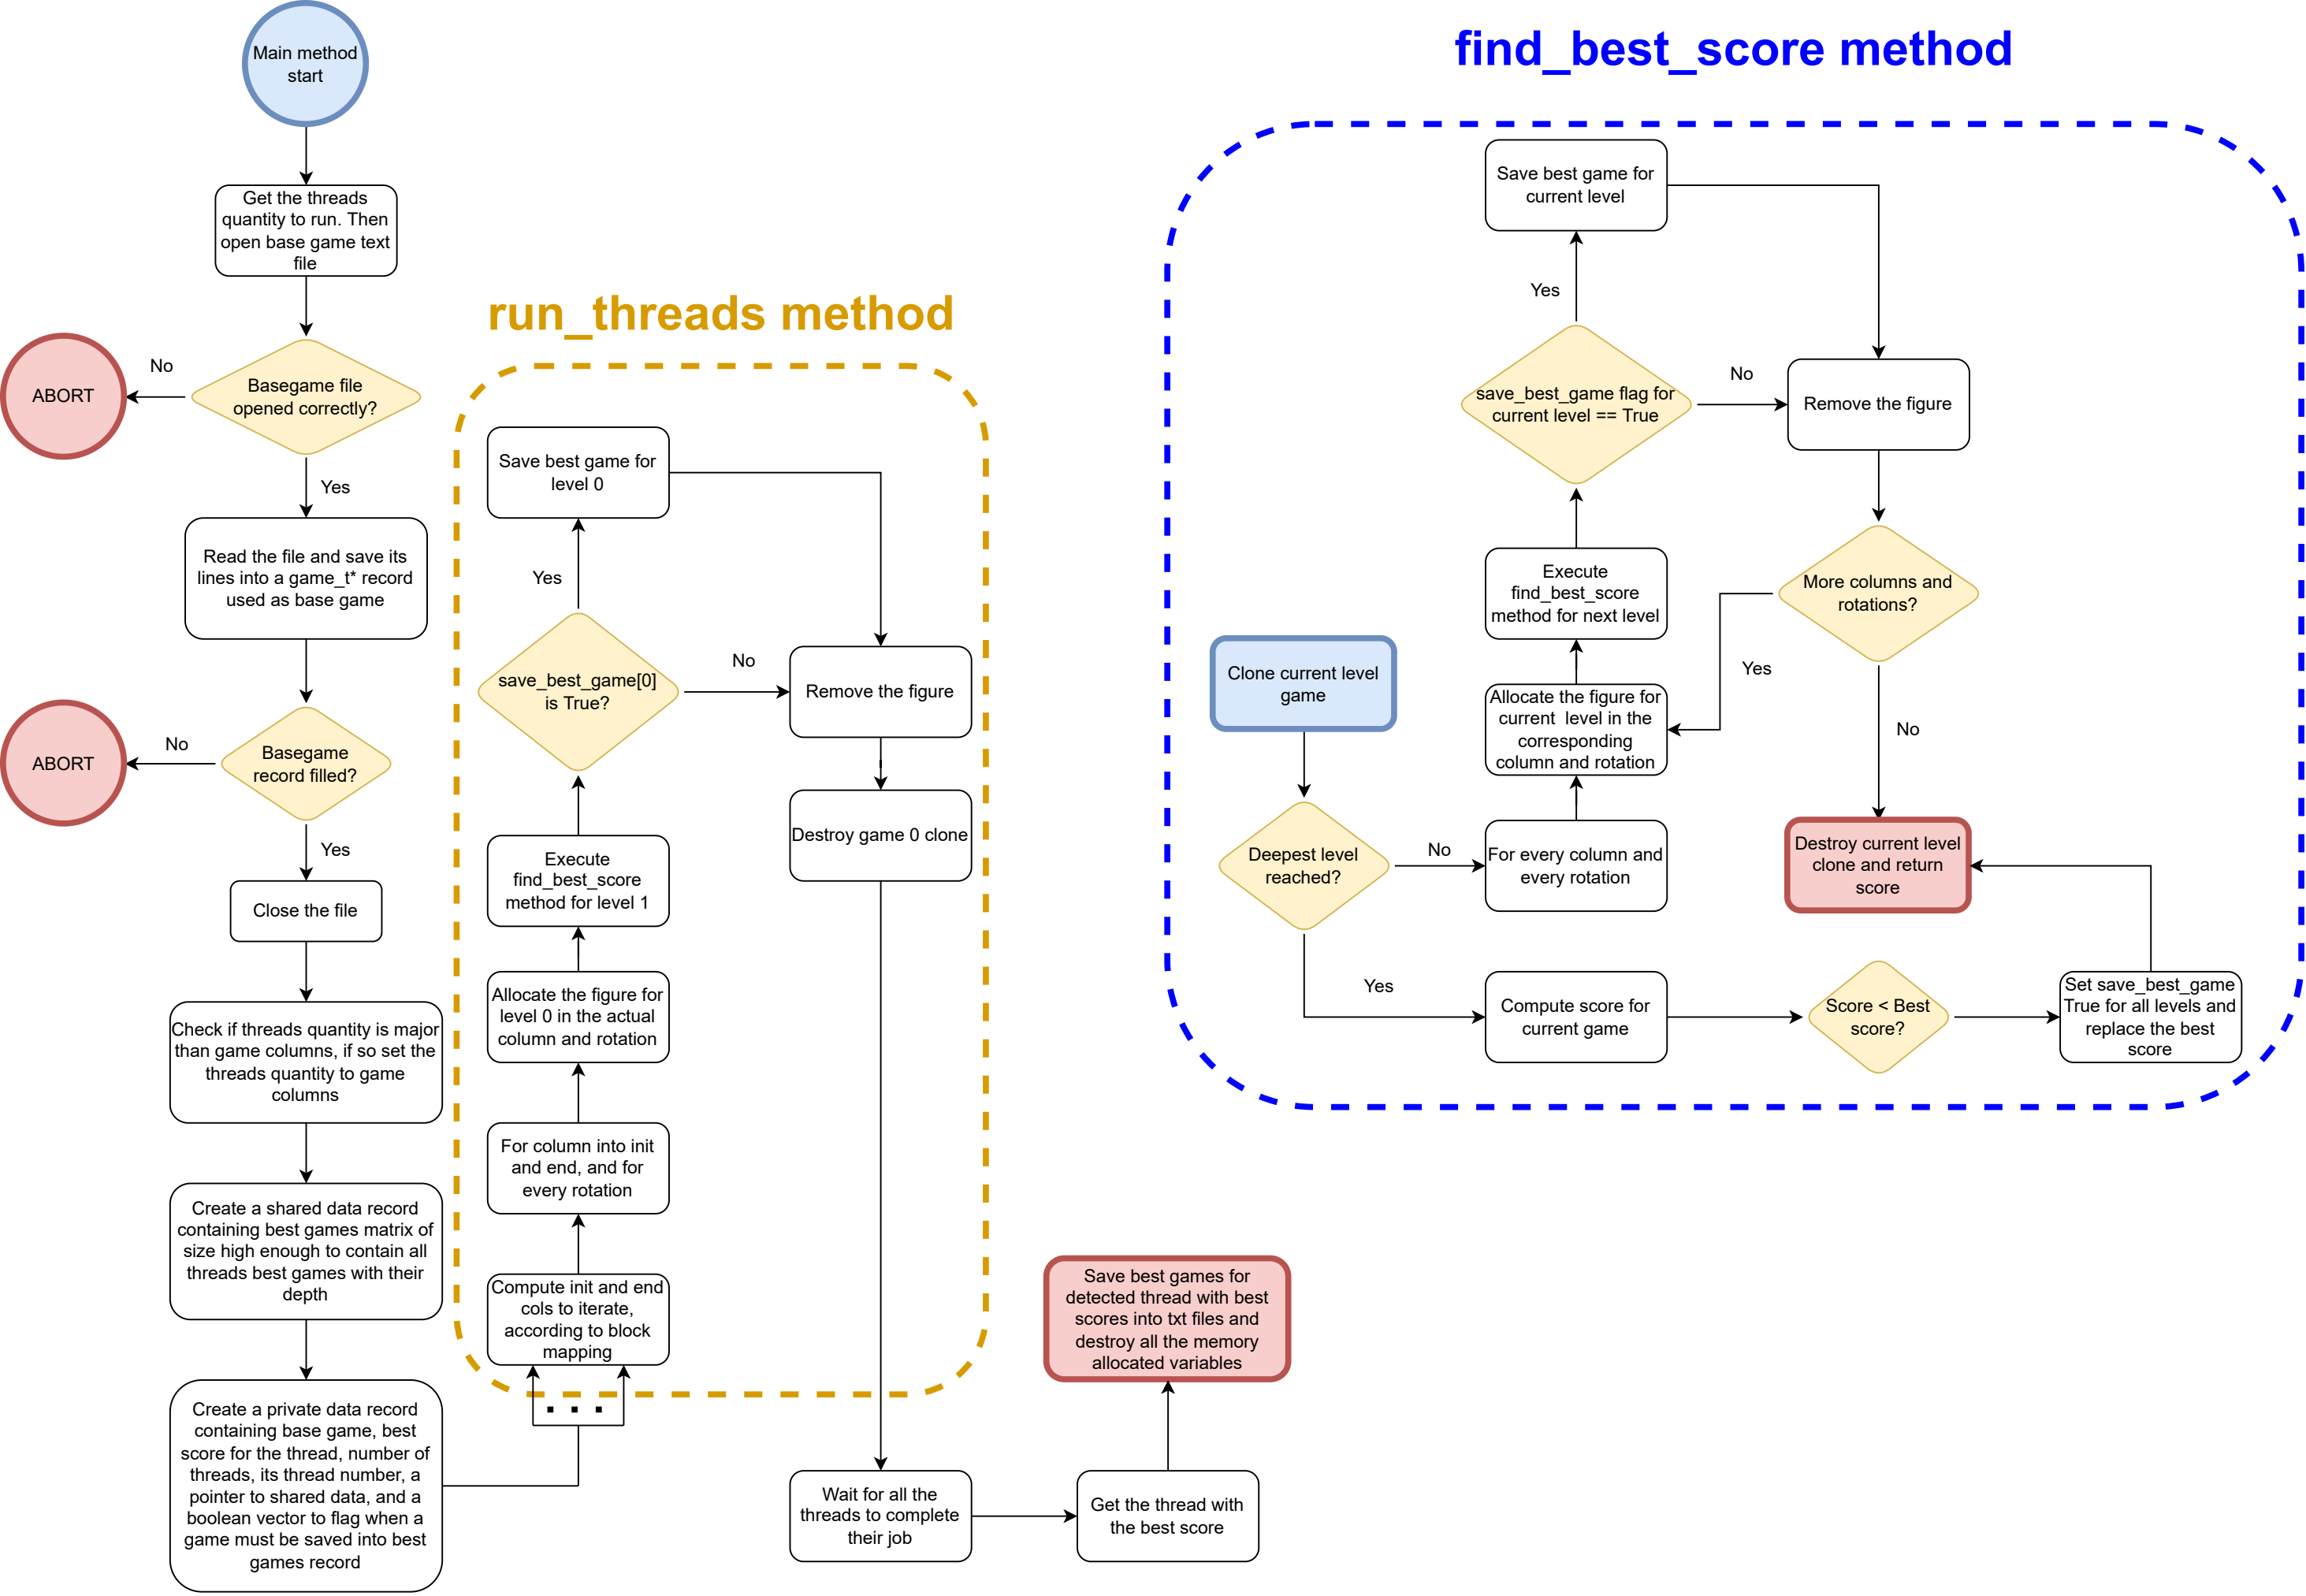 Main method
start
Get the threads
quantity to run. Then
open base game text
file
Basegame file
opened correctly?
No
ABORT
Yes
Read the file and save its
lines into a game_t* record
used as base game
Basegame
record filled?
No
ABORT
Yes
Close the file
Check if threads quantity is major
than game columns, if so set the
threads quantity to game
columns
Create a shared data record
containing best games matrix of
size high enough to contain all
threads best games with their
depth
Create a private data record
containing base game, best
score for the thread, number of
threads, its thread number, a
pointer to shared data, and a
boolean vector to flag when a
game must be saved into best
games record
run_threads method
Save best game for
level 0
Yes
save_best_game[0]
is True?
No
Remove the figure
Destroy game 0 clone
Execute
find_best_score
method for level 1
Allocate the figure for
level 0 in the actual
column and rotation
For column into init
and end, and for
every rotation
Compute init and end
cols to iterate,
according to block
mapping
. . .
Wait for all the
threads to complete
their job
Get the thread with
the best score
Save best games for
detected thread with best
scores into txt files and
destroy all the memory
allocated variables
find_best_score method
Save best game for
current level
Yes
save_best_game flag for
current level == True
No
Remove the figure
Execute
find_best_score
method for next level
More columns and
rotations?
Yes
No
Clone current level
game
Allocate the figure for
current level in the
corresponding
column and rotation
Deepest level
reached?
No
For every column and
every rotation
Destroy current level
clone and return
score
Yes
Compute score for
current game
Score < Best
score?
Set save_best_game
True for all levels and
replace the best
score